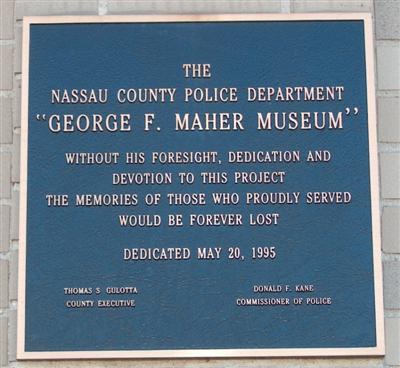 THE
NASSAU COUNTY POLICE DEPARTMENT
"GEORGE F. MAHER MUSEUM"
WITHOUT HIS FORESIGHT, DEDICATION AND
DEVOTION TO THIS PROJECT
THE MEMORIES OF THOSE WHO PROUDLY SERVED
WOULD BE FOREVER LOST
DEDICATED MAY 20, 1995
THOMAS S GULOTTA
COUNTY EXECUTIVE
DONALD F. KANE
COMMISSIONER OF POLICE